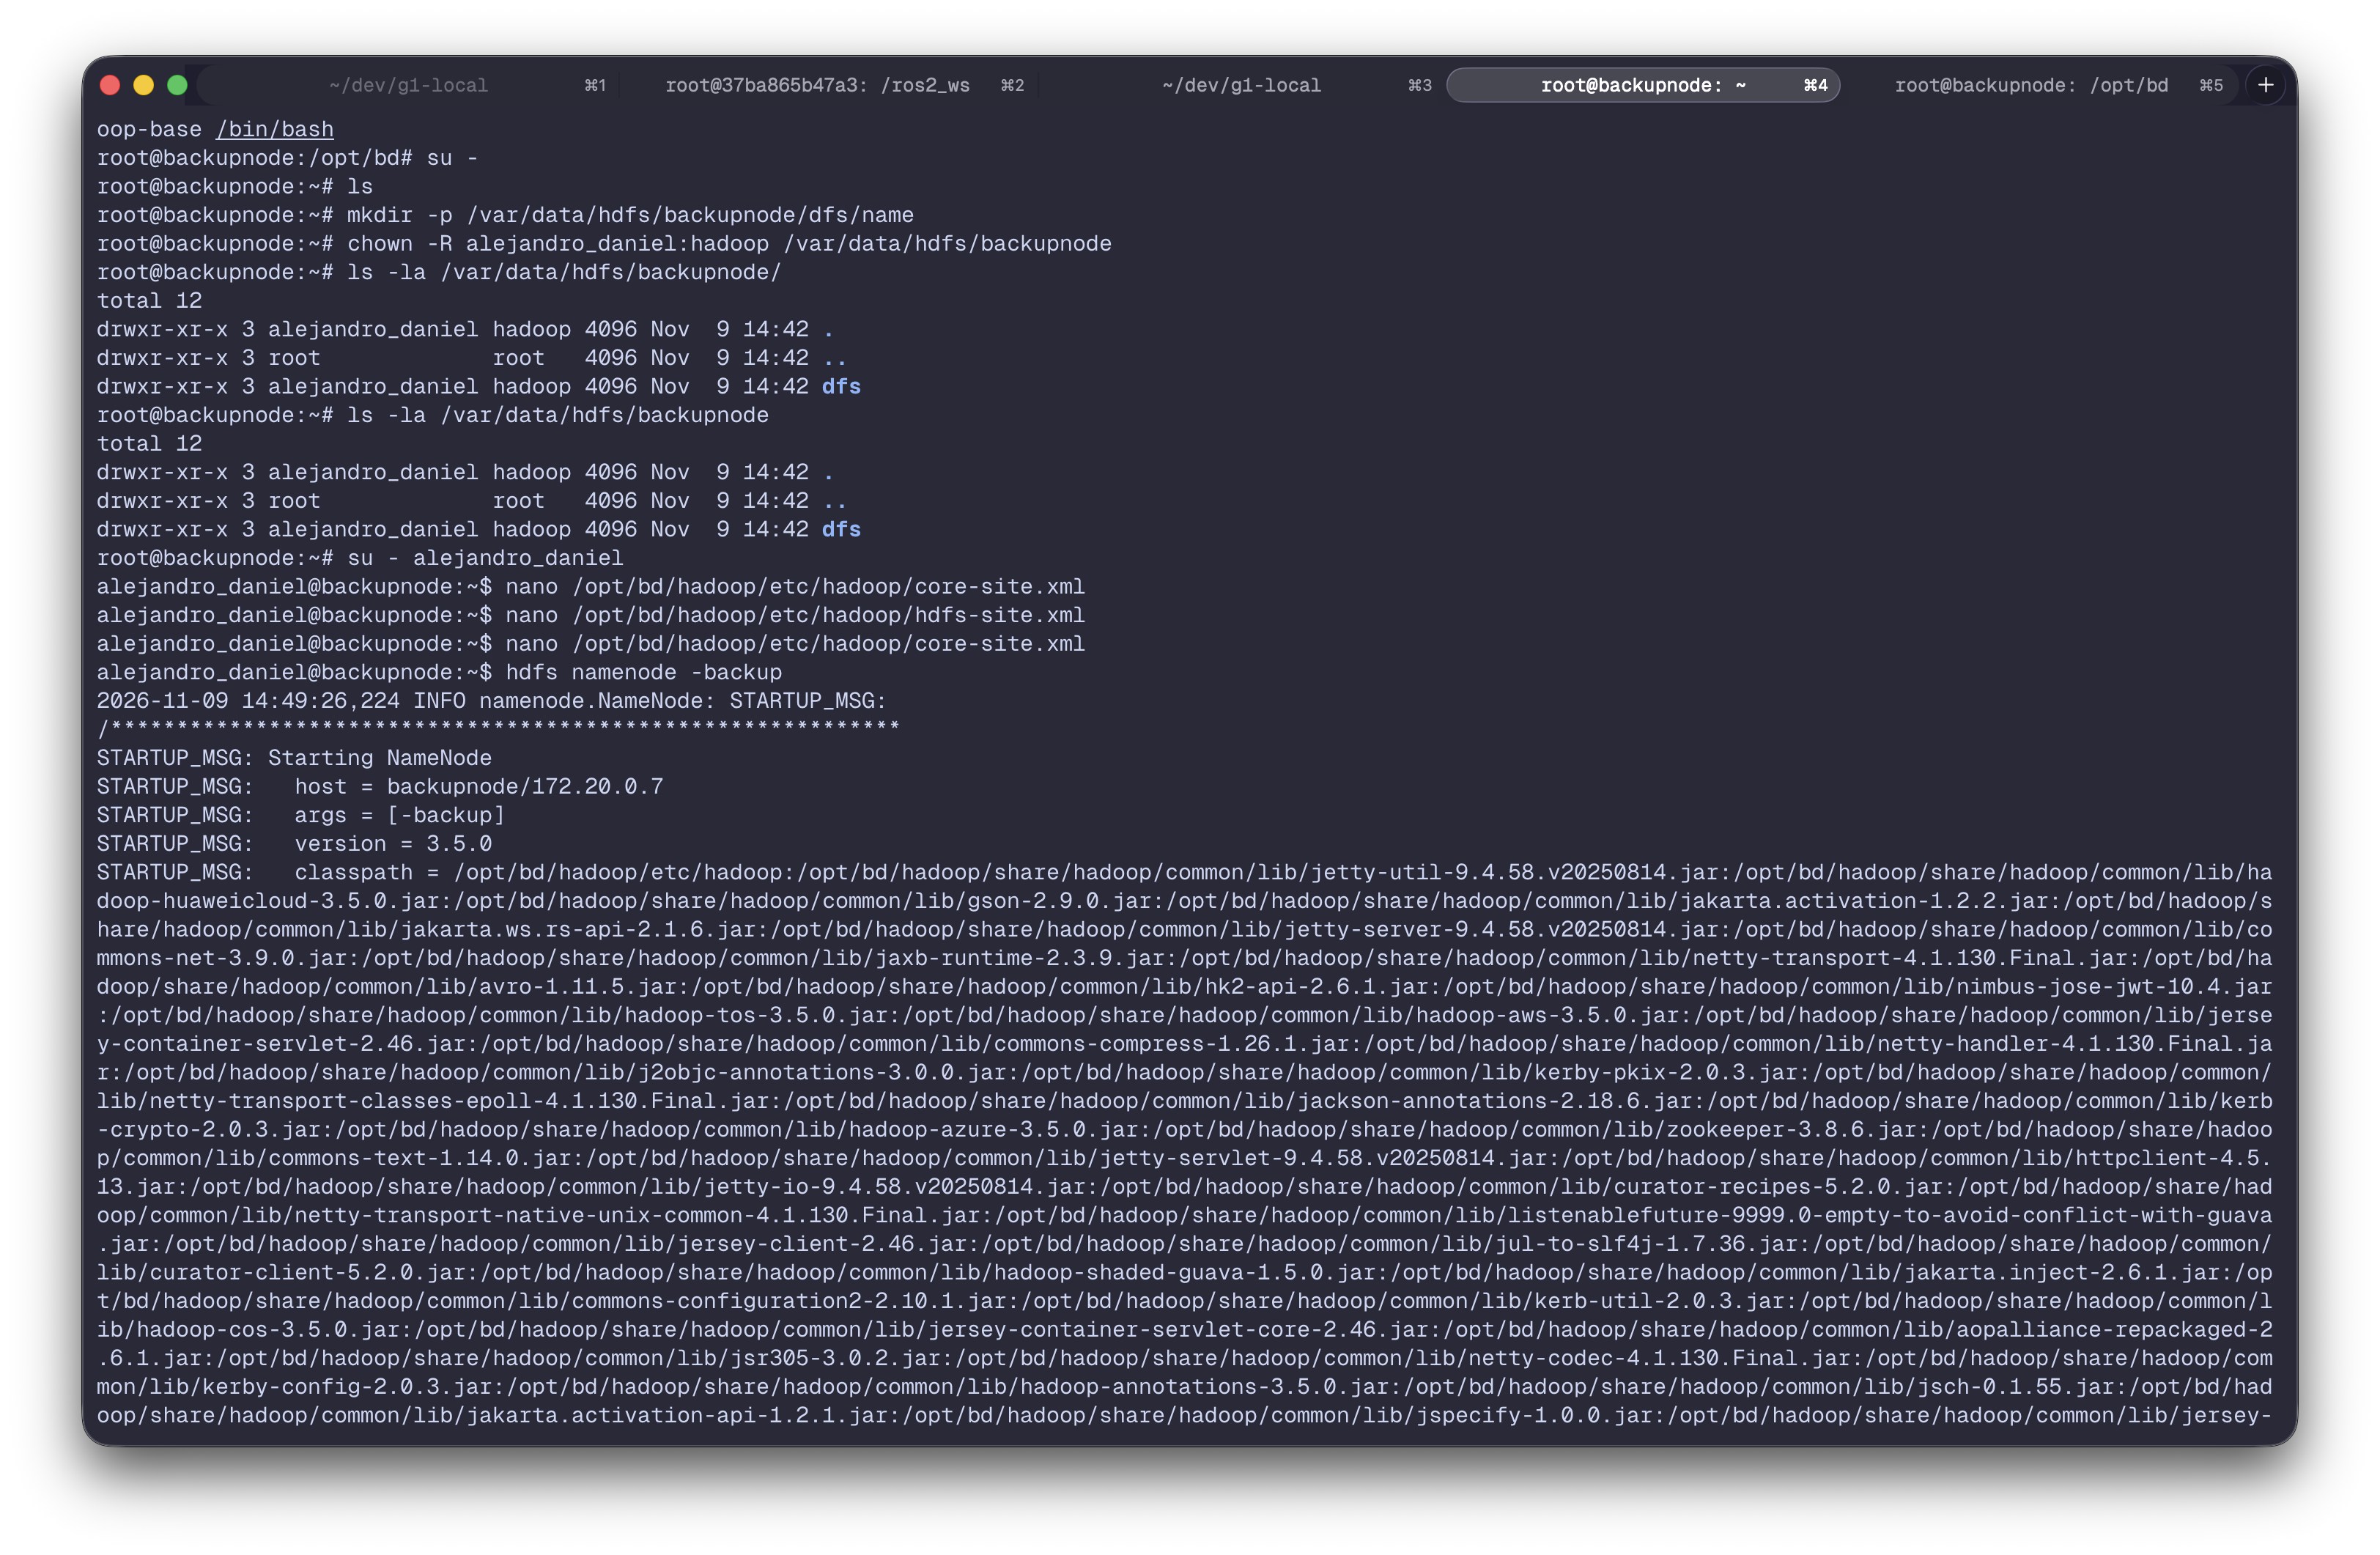 ~/dev/g1-local ⌘1 root@37ba865b47a3: /ros2_ws ⌘2 ~/dev/g1-local ⌘3 root@backupnode: ~ ⌘4 root@backupnode: /opt/bd ⌘5 +
oop-base /bin/bash
root@backupnode:/opt/bd# su -
root@backupnode:~# ls
root@backupnode:~# mkdir -p /var/data/hdfs/backupnode/dfs/name
root@backupnode:~# chown -R alejandro_daniel:hadoop /var/data/hdfs/backupnode
root@backupnode:~# ls -la /var/data/hdfs/backupnode/
total 12
drwxr-xr-x 3 alejandro_daniel hadoop 4096 Nov  9 14:42 .
drwxr-xr-x 3 root             root   4096 Nov  9 14:42 ..
drwxr-xr-x 3 alejandro_daniel hadoop 4096 Nov  9 14:42 dfs
root@backupnode:~# ls -la /var/data/hdfs/backupnode
total 12
drwxr-xr-x 3 alejandro_daniel hadoop 4096 Nov  9 14:42 .
drwxr-xr-x 3 root             root   4096 Nov  9 14:42 ..
drwxr-xr-x 3 alejandro_daniel hadoop 4096 Nov  9 14:42 dfs
root@backupnode:~# su - alejandro_daniel
alejandro_daniel@backupnode:~$ nano /opt/bd/hadoop/etc/hadoop/core-site.xml
alejandro_daniel@backupnode:~$ nano /opt/bd/hadoop/etc/hadoop/hdfs-site.xml
alejandro_daniel@backupnode:~$ nano /opt/bd/hadoop/etc/hadoop/core-site.xml
alejandro_daniel@backupnode:~$ hdfs namenode -backup
2026-11-09 14:49:26,224 INFO namenode.NameNode: STARTUP_MSG:
/************************************************************
STARTUP_MSG: Starting NameNode
STARTUP_MSG:   host = backupnode/172.20.0.7
STARTUP_MSG:   args = [-backup]
STARTUP_MSG:   version = 3.5.0
STARTUP_MSG:   classpath = /opt/bd/hadoop/etc/hadoop:/opt/bd/hadoop/share/hadoop/common/lib/jetty-util-9.4.58.v20250814.jar:/opt/bd/hadoop/share/hadoop/common/lib/ha
doop-huaweicloud-3.5.0.jar:/opt/bd/hadoop/share/hadoop/common/lib/gson-2.9.0.jar:/opt/bd/hadoop/share/hadoop/common/lib/jakarta.activation-1.2.2.jar:/opt/bd/hadoop/s
hare/hadoop/common/lib/jakarta.ws.rs-api-2.1.6.jar:/opt/bd/hadoop/share/hadoop/common/lib/jetty-server-9.4.58.v20250814.jar:/opt/bd/hadoop/share/hadoop/common/lib/co
mmons-net-3.9.0.jar:/opt/bd/hadoop/share/hadoop/common/lib/jaxb-runtime-2.3.9.jar:/opt/bd/hadoop/share/hadoop/common/lib/netty-transport-4.1.130.Final.jar:/opt/bd/ha
doop/share/hadoop/common/lib/avro-1.11.5.jar:/opt/bd/hadoop/share/hadoop/common/lib/hk2-api-2.6.1.jar:/opt/bd/hadoop/share/hadoop/common/lib/nimbus-jose-jwt-10.4.jar
:/opt/bd/hadoop/share/hadoop/common/lib/hadoop-tos-3.5.0.jar:/opt/bd/hadoop/share/hadoop/common/lib/hadoop-aws-3.5.0.jar:/opt/bd/hadoop/share/hadoop/common/lib/jerse
y-container-servlet-2.46.jar:/opt/bd/hadoop/share/hadoop/common/lib/commons-compress-1.26.1.jar:/opt/bd/hadoop/share/hadoop/common/lib/netty-handler-4.1.130.Final.ja
r:/opt/bd/hadoop/share/hadoop/common/lib/j2objc-annotations-3.0.0.jar:/opt/bd/hadoop/share/hadoop/common/lib/kerby-pkix-2.0.3.jar:/opt/bd/hadoop/share/hadoop/common/
lib/netty-transport-classes-epoll-4.1.130.Final.jar:/opt/bd/hadoop/share/hadoop/common/lib/jackson-annotations-2.18.6.jar:/opt/bd/hadoop/share/hadoop/common/lib/kerb
-crypto-2.0.3.jar:/opt/bd/hadoop/share/hadoop/common/lib/hadoop-azure-3.5.0.jar:/opt/bd/hadoop/share/hadoop/common/lib/zookeeper-3.8.6.jar:/opt/bd/hadoop/share/hadoo
p/common/lib/commons-text-1.14.0.jar:/opt/bd/hadoop/share/hadoop/common/lib/jetty-servlet-9.4.58.v20250814.jar:/opt/bd/hadoop/share/hadoop/common/lib/httpclient-4.5.
13.jar:/opt/bd/hadoop/share/hadoop/common/lib/jetty-io-9.4.58.v20250814.jar:/opt/bd/hadoop/share/hadoop/common/lib/curator-recipes-5.2.0.jar:/opt/bd/hadoop/share/had
oop/common/lib/netty-transport-native-unix-common-4.1.130.Final.jar:/opt/bd/hadoop/share/hadoop/common/lib/listenablefuture-9999.0-empty-to-avoid-conflict-with-guava
.jar:/opt/bd/hadoop/share/hadoop/common/lib/jersey-client-2.46.jar:/opt/bd/hadoop/share/hadoop/common/lib/jul-to-slf4j-1.7.36.jar:/opt/bd/hadoop/share/hadoop/common/
lib/curator-client-5.2.0.jar:/opt/bd/hadoop/share/hadoop/common/lib/hadoop-shaded-guava-1.5.0.jar:/opt/bd/hadoop/share/hadoop/common/lib/jakarta.inject-2.6.1.jar:/op
t/bd/hadoop/share/hadoop/common/lib/commons-configuration2-2.10.1.jar:/opt/bd/hadoop/share/hadoop/common/lib/kerb-util-2.0.3.jar:/opt/bd/hadoop/share/hadoop/common/l
ib/hadoop-cos-3.5.0.jar:/opt/bd/hadoop/share/hadoop/common/lib/jersey-container-servlet-core-2.46.jar:/opt/bd/hadoop/share/hadoop/common/lib/aopalliance-repackaged-2
.6.1.jar:/opt/bd/hadoop/share/hadoop/common/lib/jsr305-3.0.2.jar:/opt/bd/hadoop/share/hadoop/common/lib/netty-codec-4.1.130.Final.jar:/opt/bd/hadoop/share/hadoop/com
mon/lib/kerby-config-2.0.3.jar:/opt/bd/hadoop/share/hadoop/common/lib/hadoop-annotations-3.5.0.jar:/opt/bd/hadoop/share/hadoop/common/lib/jsch-0.1.55.jar:/opt/bd/had
oop/share/hadoop/common/lib/jakarta.activation-api-1.2.1.jar:/opt/bd/hadoop/share/hadoop/common/lib/jspecify-1.0.0.jar:/opt/bd/hadoop/share/hadoop/common/lib/jersey-